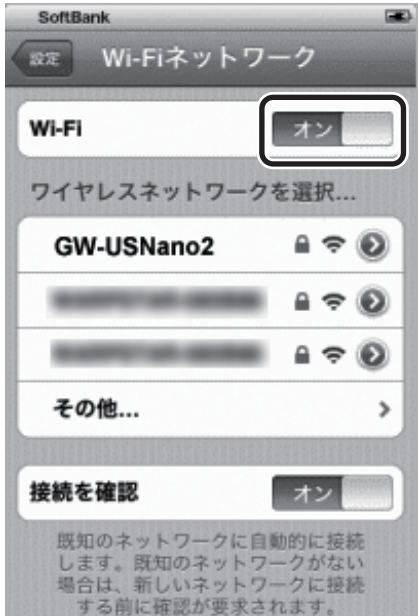 SoftBank
設定
Wi-Fiネットワーク
Wi-Fi
オン
ワイヤレスネットワークを選択...
GW-USNano2
その他...
接続を確認
オン
既知のネットワークに自動的に接続
します。既知のネットワークがない
場合は、新しいネットワークに接続
する前に確認が要求されます。